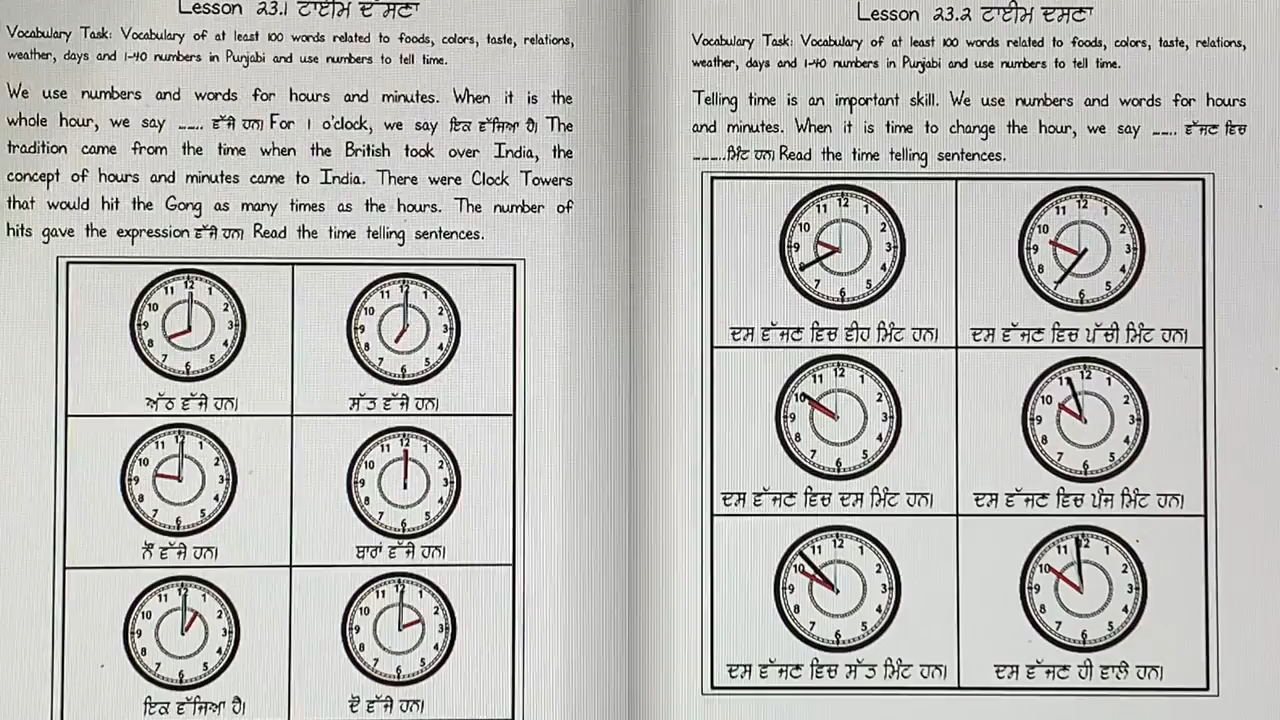 Lesson 23.1 ਟਾਈਮ ਦੱਸਣਾ
Vocabulary Task: Vocabulary of at least 100 words related to foods, colors, taste, relations,
weather, days and 1-40 numbers in Punjabi and use numbers to tell time.
We use numbers and words for hours and minutes. When it is the
whole hour, we say ____. ਵੱਜੇ ਹਨ। For 1 o'clock, we say ਇਕ ਵੱਜਿਆ ਹੈ। The
tradition came from the time when the British took over India, the
concept of hours and minutes came to India. There were Clock Towers
that would hit the Gong as many times as the hours. The number of
hits gave the expression ਵੱਜੇ ਹਨ। Read the time telling sentences.
ਅੱਠ ਵੱਜੇ ਹਨ।
ਸੱਤ ਵੱਜੇ ਹਨ।
ਨੌਂ ਵੱਜੇ ਹਨ।
ਬਾਰਾਂ ਵੱਜੇ ਹਨ।
ਇਕ ਵੱਜਿਆ ਹੈ।
ਦੋ ਵੱਜੇ ਹਨ।
Lesson 23.2 ਟਾਈਮ ਦਸਣਾ
Vocabulary Task: Vocabulary of at least 100 words related to foods, colors, taste, relations,
weather, days and 1-40 numbers in Punjabi and use numbers to tell time.
Telling time is an important skill. We use numbers and words for hours
and minutes. When it is time to change the hour, we say ____. ਵੱਜਣ ਵਿਚ
_____..ਮਿੰਟ ਹਨ। Read the time telling sentences.
ਦਸ ਵੱਜਣ ਵਿਚ ਵੀਹ ਮਿੰਟ ਹਨ।
ਦਸ ਵੱਜਣ ਵਿਚ ਪੱਚੀ ਮਿੰਟ ਹਨ।
ਦਸ ਵੱਜਣ ਵਿਚ ਦਸ ਮਿੰਟ ਹਨ।
ਦਸ ਵੱਜਣ ਵਿਚ ਪੰਜ ਮਿੰਟ ਹਨ।
ਦਸ ਵੱਜਣ ਵਿਚ ਸੱਤ ਮਿੰਟ ਹਨ।
ਦਸ ਵੱਜਣ ਹੀ ਵਾਲੇ ਹਨ।